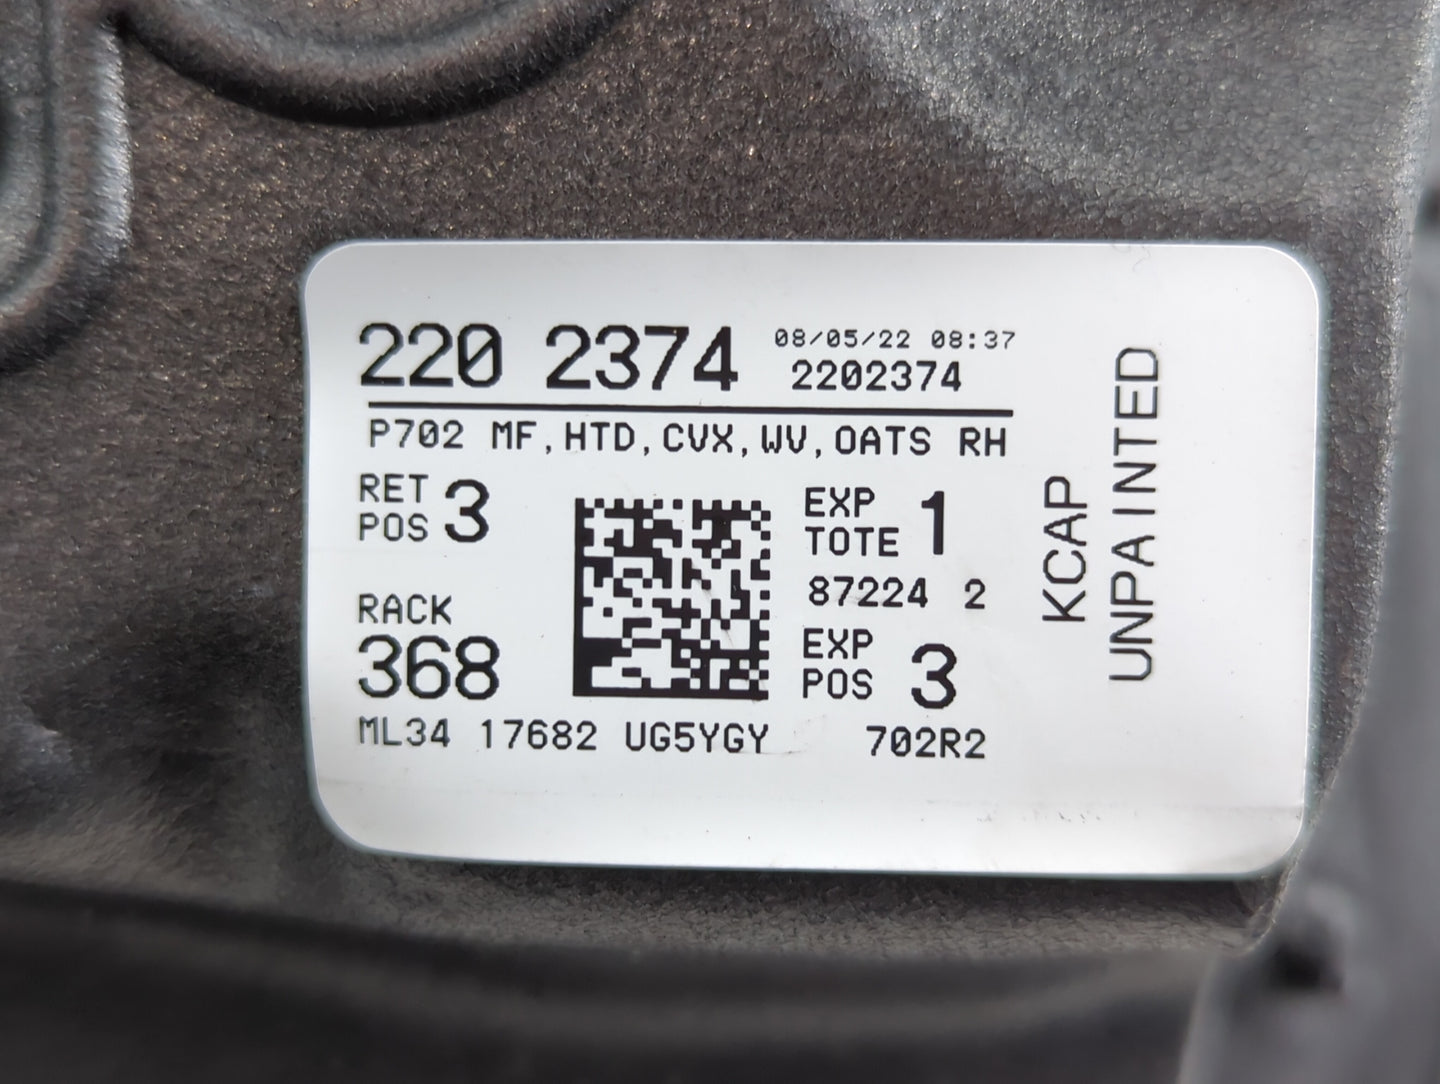 220 2374
08/05/22 08:37
2202374
P702 MF,HTD,CVX,WV,OATS RH
RET POS 3
EXP TOTE 1
87224 2
RACK
368
EXP POS 3
ML34 17682 UG5YGY
702R2
KCAP
UNPA INTED